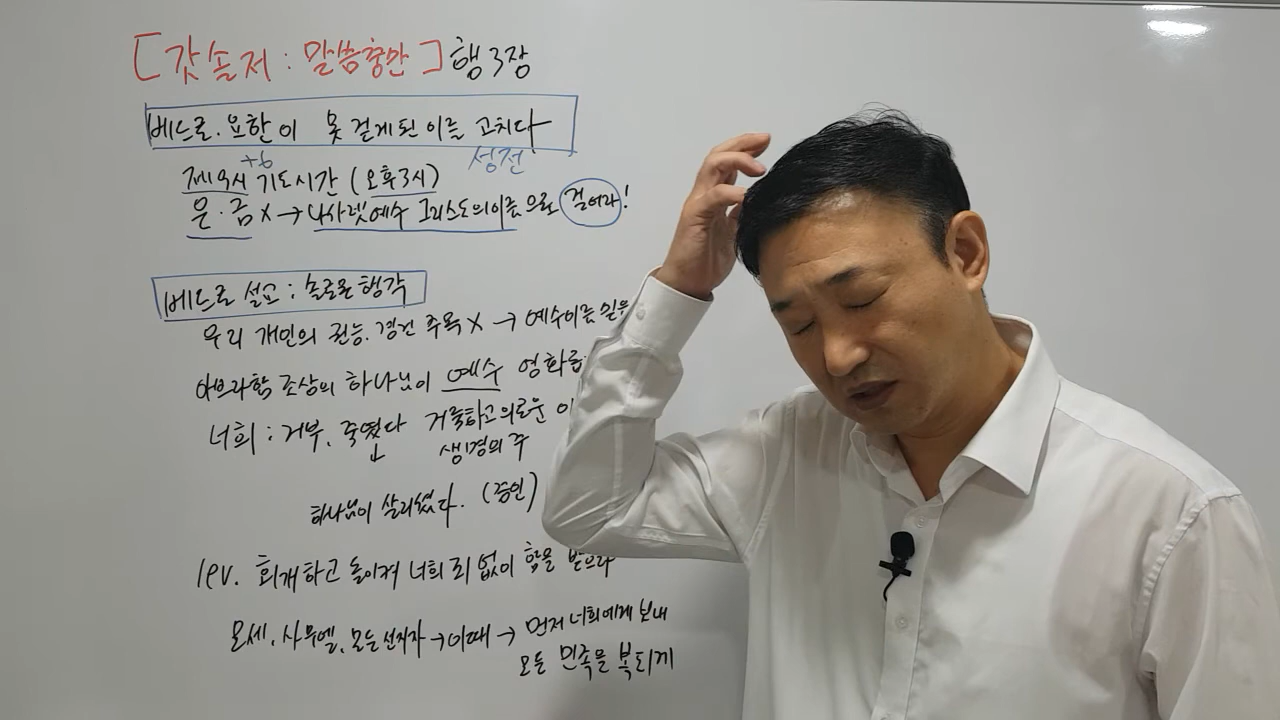 [갓솔저 : 말씀충만] 행3장
베드로.요한이 못 걷게된 이를 고치다
+6 성전
제9시 기도시간 (오후3시)
은.금X→나사렛예수 그리스도의이름으로 걸어라!
베드로 설교 : 솔로몬 행각
우리 개인의 권능.경건 주목X → 예수이름 믿음
아브라함 조상의 하나님이 예수 영화롭
너희 : 거부, 죽였다 거룩하고의로운 이
생명의 주
하나님이 살리셨다. (증인)
19v. 회개하고 돌이켜 너희 죄 없이 함을 받으라
모세.사무엘.모든선지자→이때→ 먼저 너희에게 보내
모든 민족을 복되게